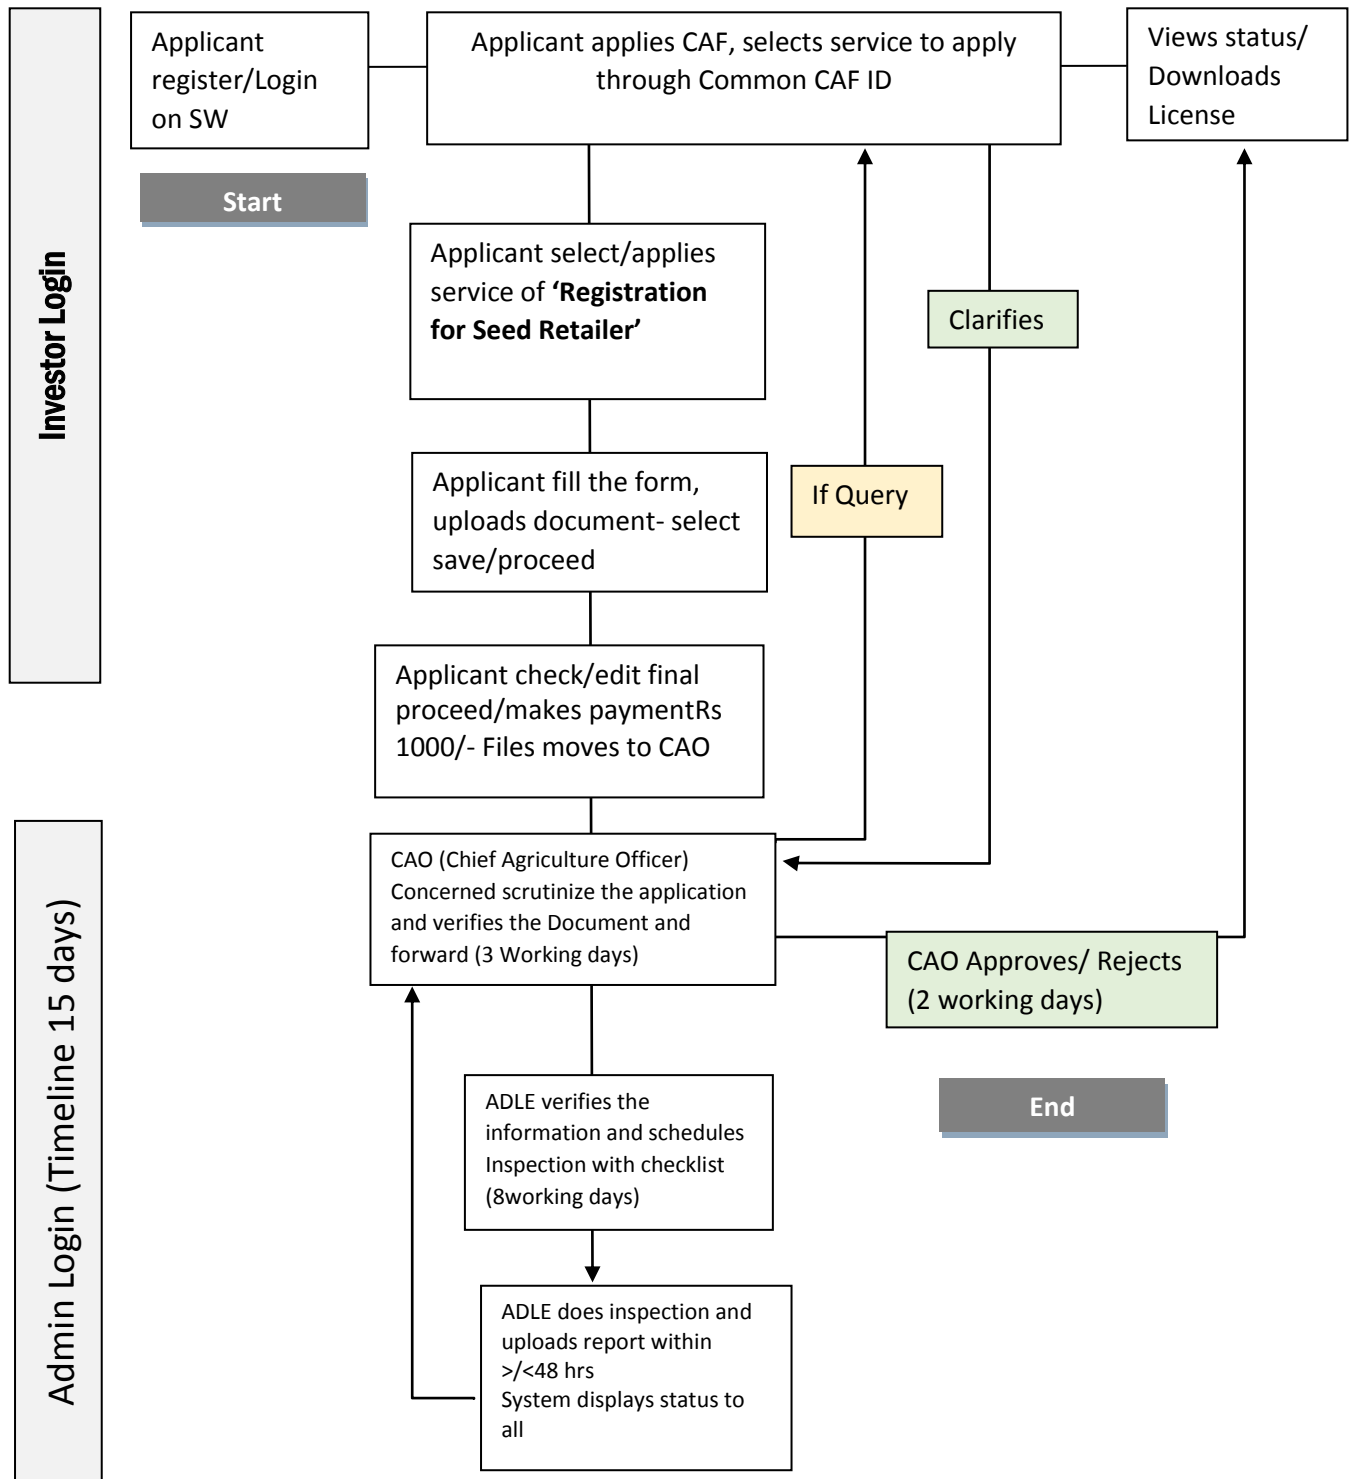 Applicant
register/Login
on SW
Applicant applies CAF, selects service to apply
through Common CAF ID
Views status/
Downloads
License
Start
Investor Login
Applicant select/applies
service of ‘Registration
for Seed Retailer’
Clarifies
Applicant fill the form,
uploads document- select
save/proceed
If Query
Applicant check/edit final
proceed/makes paymentRs
1000/- Files moves to CAO
Admin Login (Timeline 15 days)
CAO (Chief Agriculture Officer)
Concerned scrutinize the application
and verifies the Document and
forward (3 Working days)
CAO Approves/ Rejects
(2 working days)
ADLE verifies the
information and schedules
Inspection with checklist
(8working days)
End
ADLE does inspection and
uploads report within
>/<48 hrs
System displays status to
all